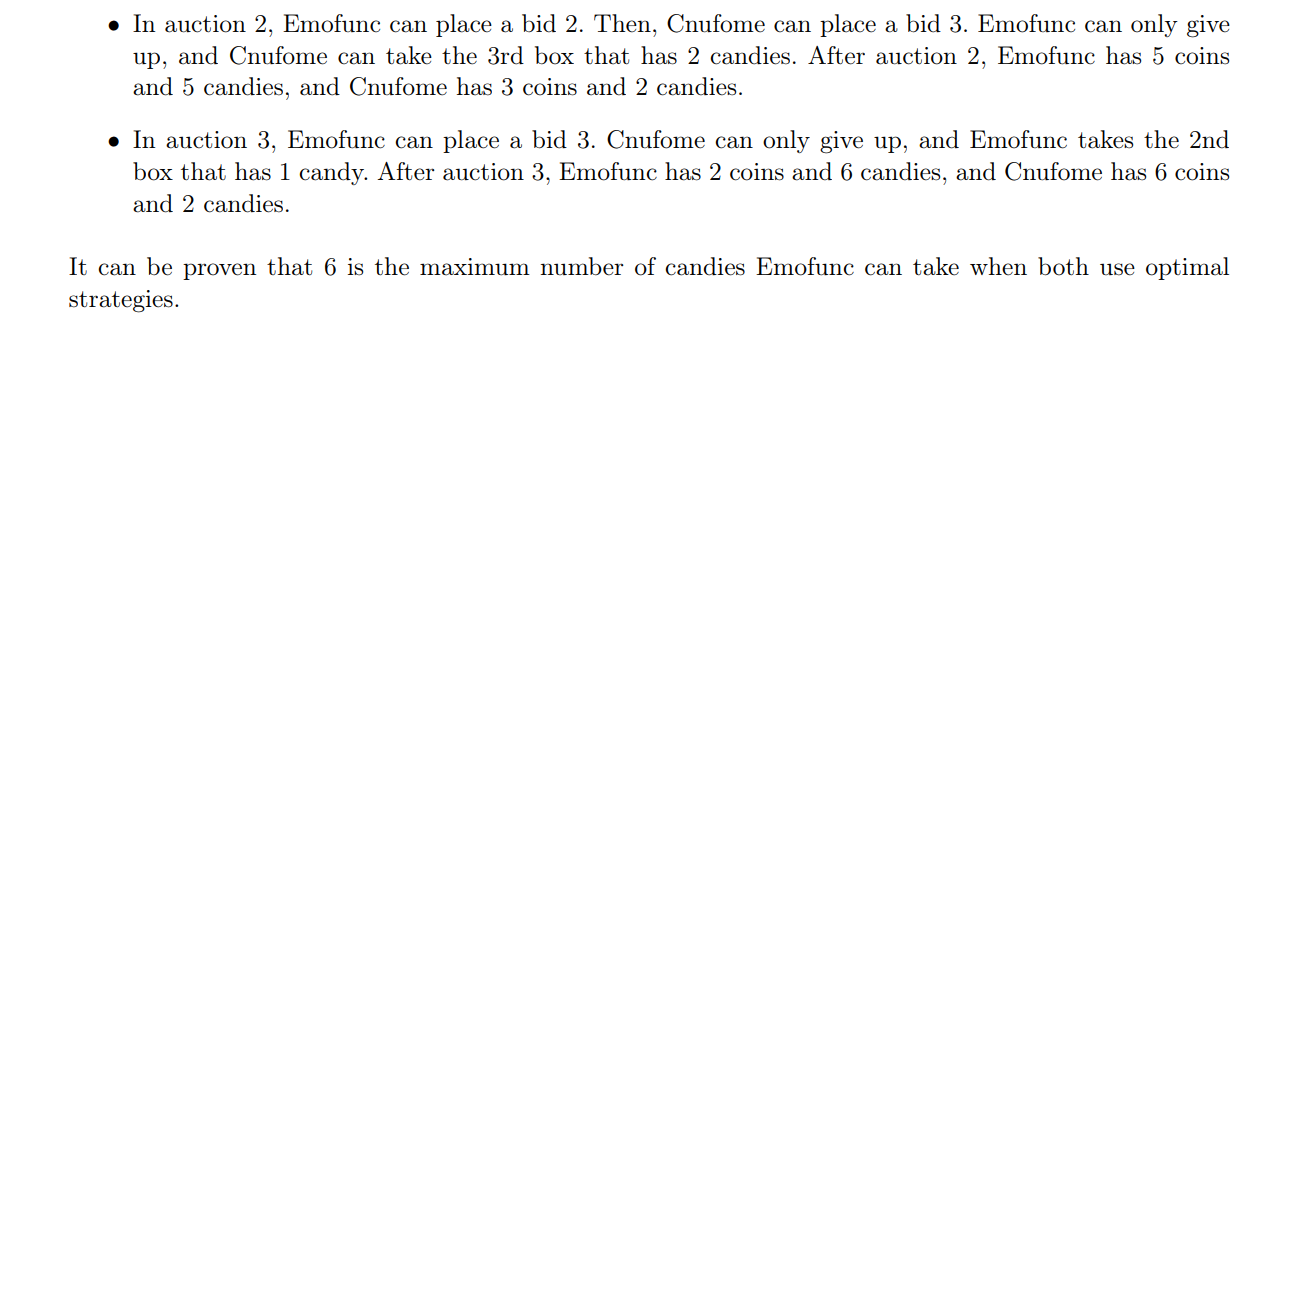 • In auction 2, Emofunc can place a bid 2. Then, Cnufome can place a bid 3. Emofunc can only give
up, and Cnufome can take the 3rd box that has 2 candies. After auction 2, Emofunc has 5 coins
and 5 candies, and Cnufome has 3 coins and 2 candies.
• In auction 3, Emofunc can place a bid 3. Cnufome can only give up, and Emofunc takes the 2nd
box that has 1 candy. After auction 3, Emofunc has 2 coins and 6 candies, and Cnufome has 6 coins
and 2 candies.
It can be proven that 6 is the maximum number of candies Emofunc can take when both use optimal
strategies.